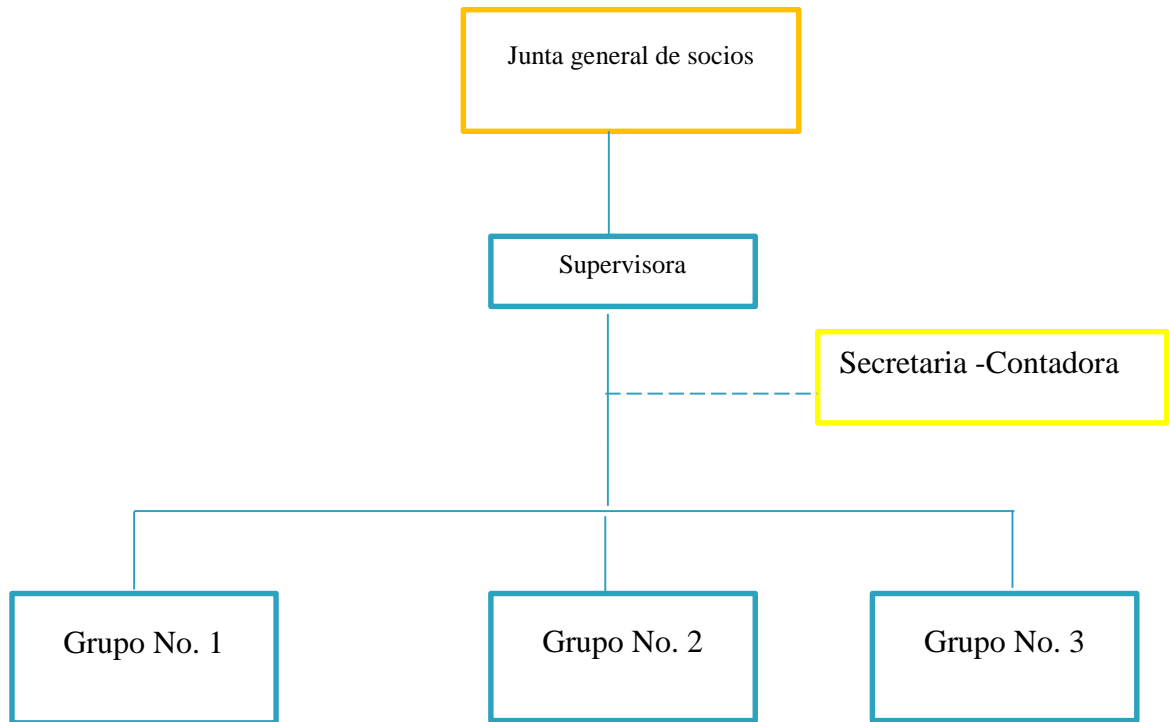 Junta general de socios
Supervisora
Secretaria -Contadora
Grupo No. 1
Grupo No. 2
Grupo No. 3